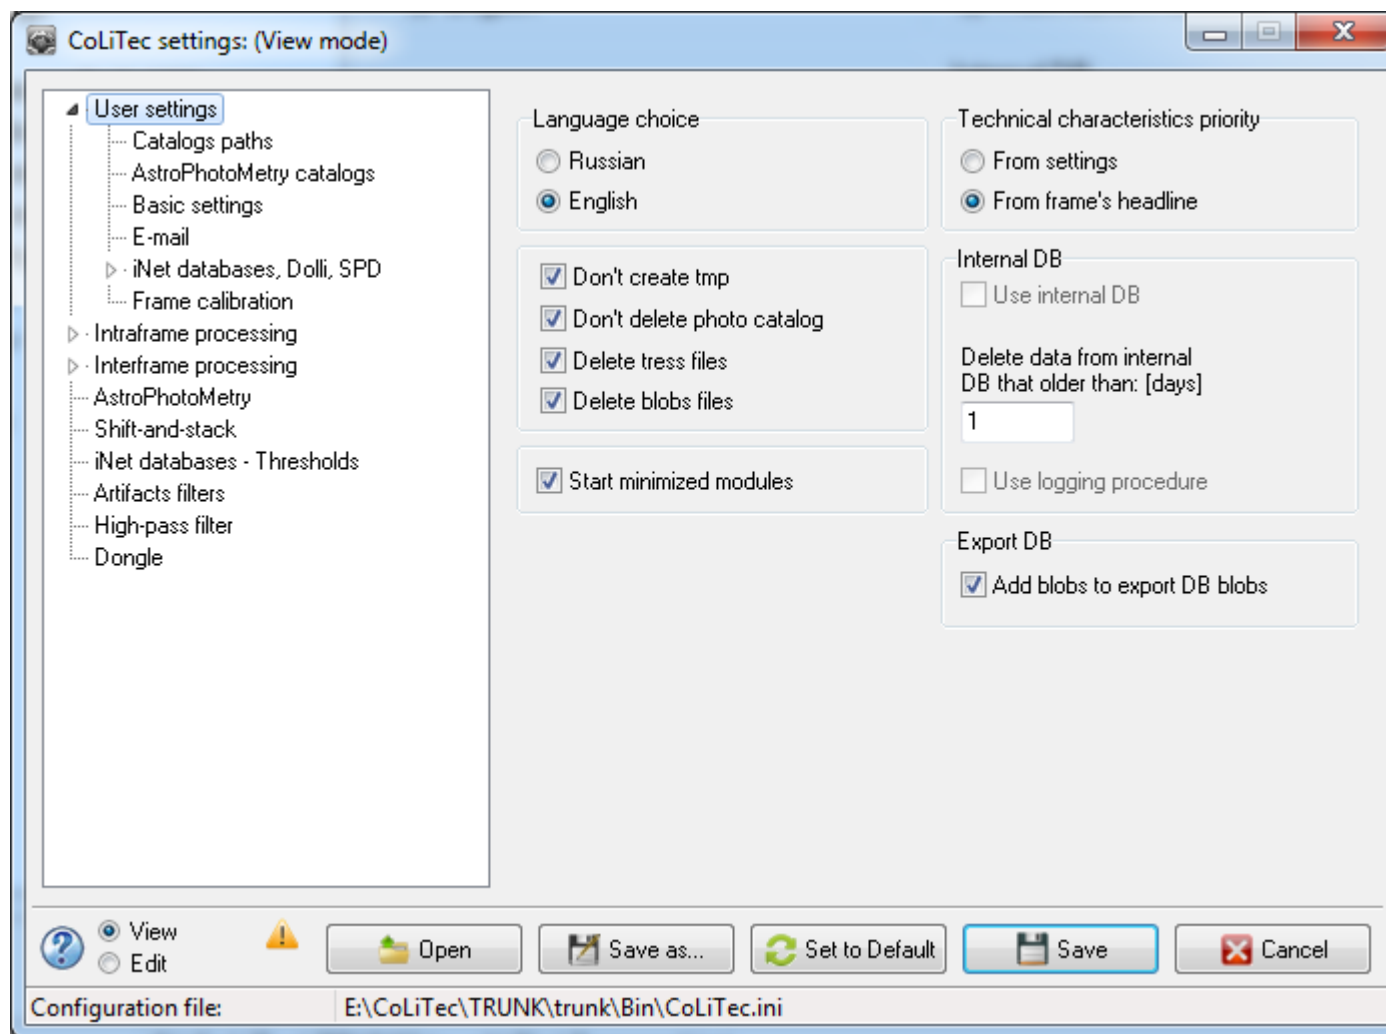 CoLiTec settings: (View mode)
User settings
Catalogs paths
AstroPhotoMetry catalogs
Basic settings
E-mail
iNet databases, Dolli, SPD
Frame calibration
Intraframe processing
Interframe processing
AstroPhotoMetry
Shift-and-stack
iNet databases - Thresholds
Artifacts filters
High-pass filter
Dongle
Language choice
Russian
English
Don't create tmp
Don't delete photo catalog
Delete tress files
Delete blobs files
Start minimized modules
Technical characteristics priority
From settings
From frame's headline
Internal DB
Use internal DB
Delete data from internal
DB that older than: [days]
1
Use logging procedure
Export DB
Add blobs to export DB blobs
View
Edit
Open
Save as...
Set to Default
Save
Cancel
Configuration file: E:\CoLiTec\TRUNK\trunk\Bin\CoLiTec.ini